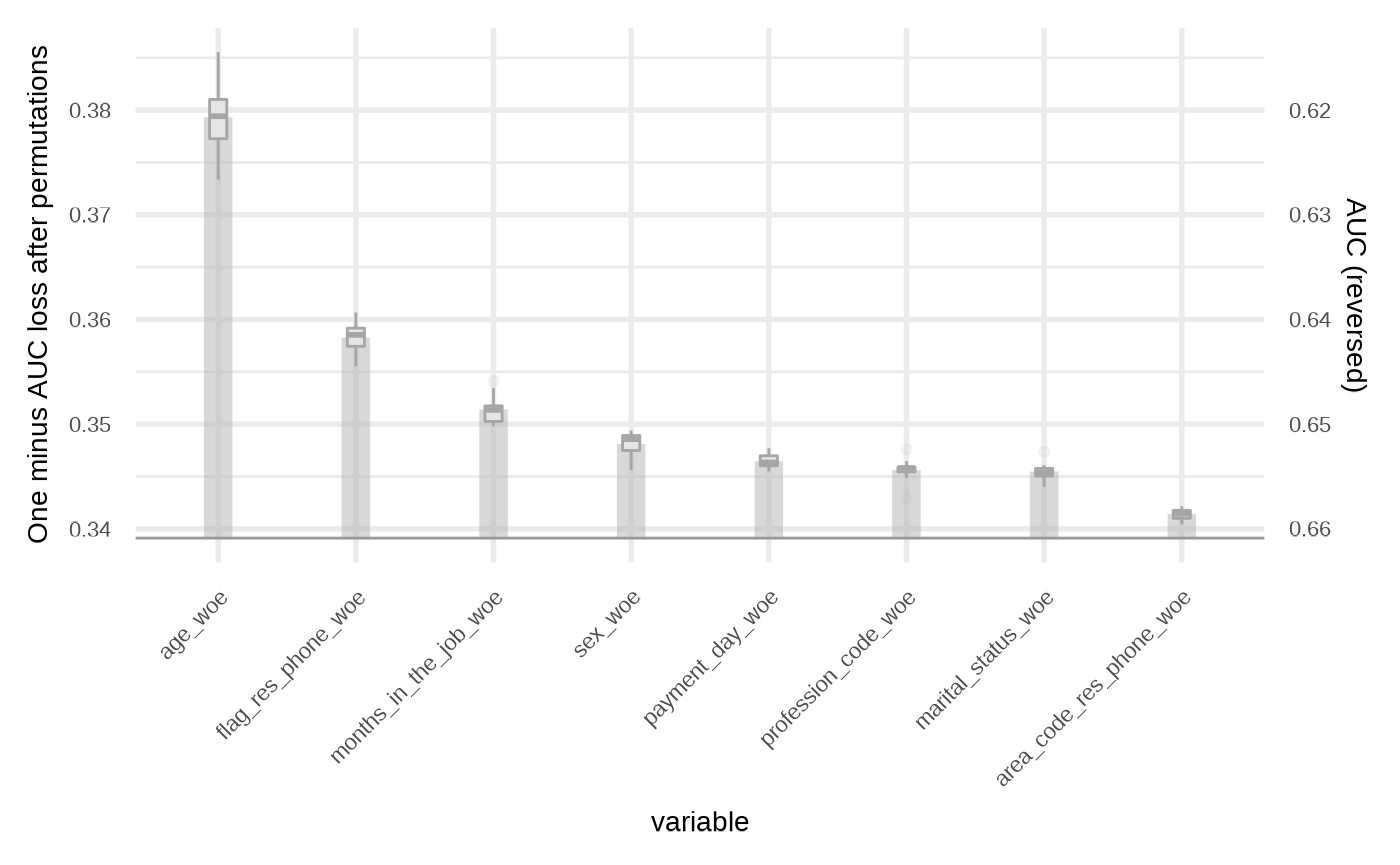 One minus AUC loss after permutations
0.38
0.37
0.36
0.35
0.34
0.62
0.63
0.64
0.65
0.66
AUC (reversed)
age_woe
flag_res_phone_woe
months_in_the_job_woe
sex_woe
payment_day_woe
profession_code_woe
marital_status_woe
area_code_res_phone_woe
variable